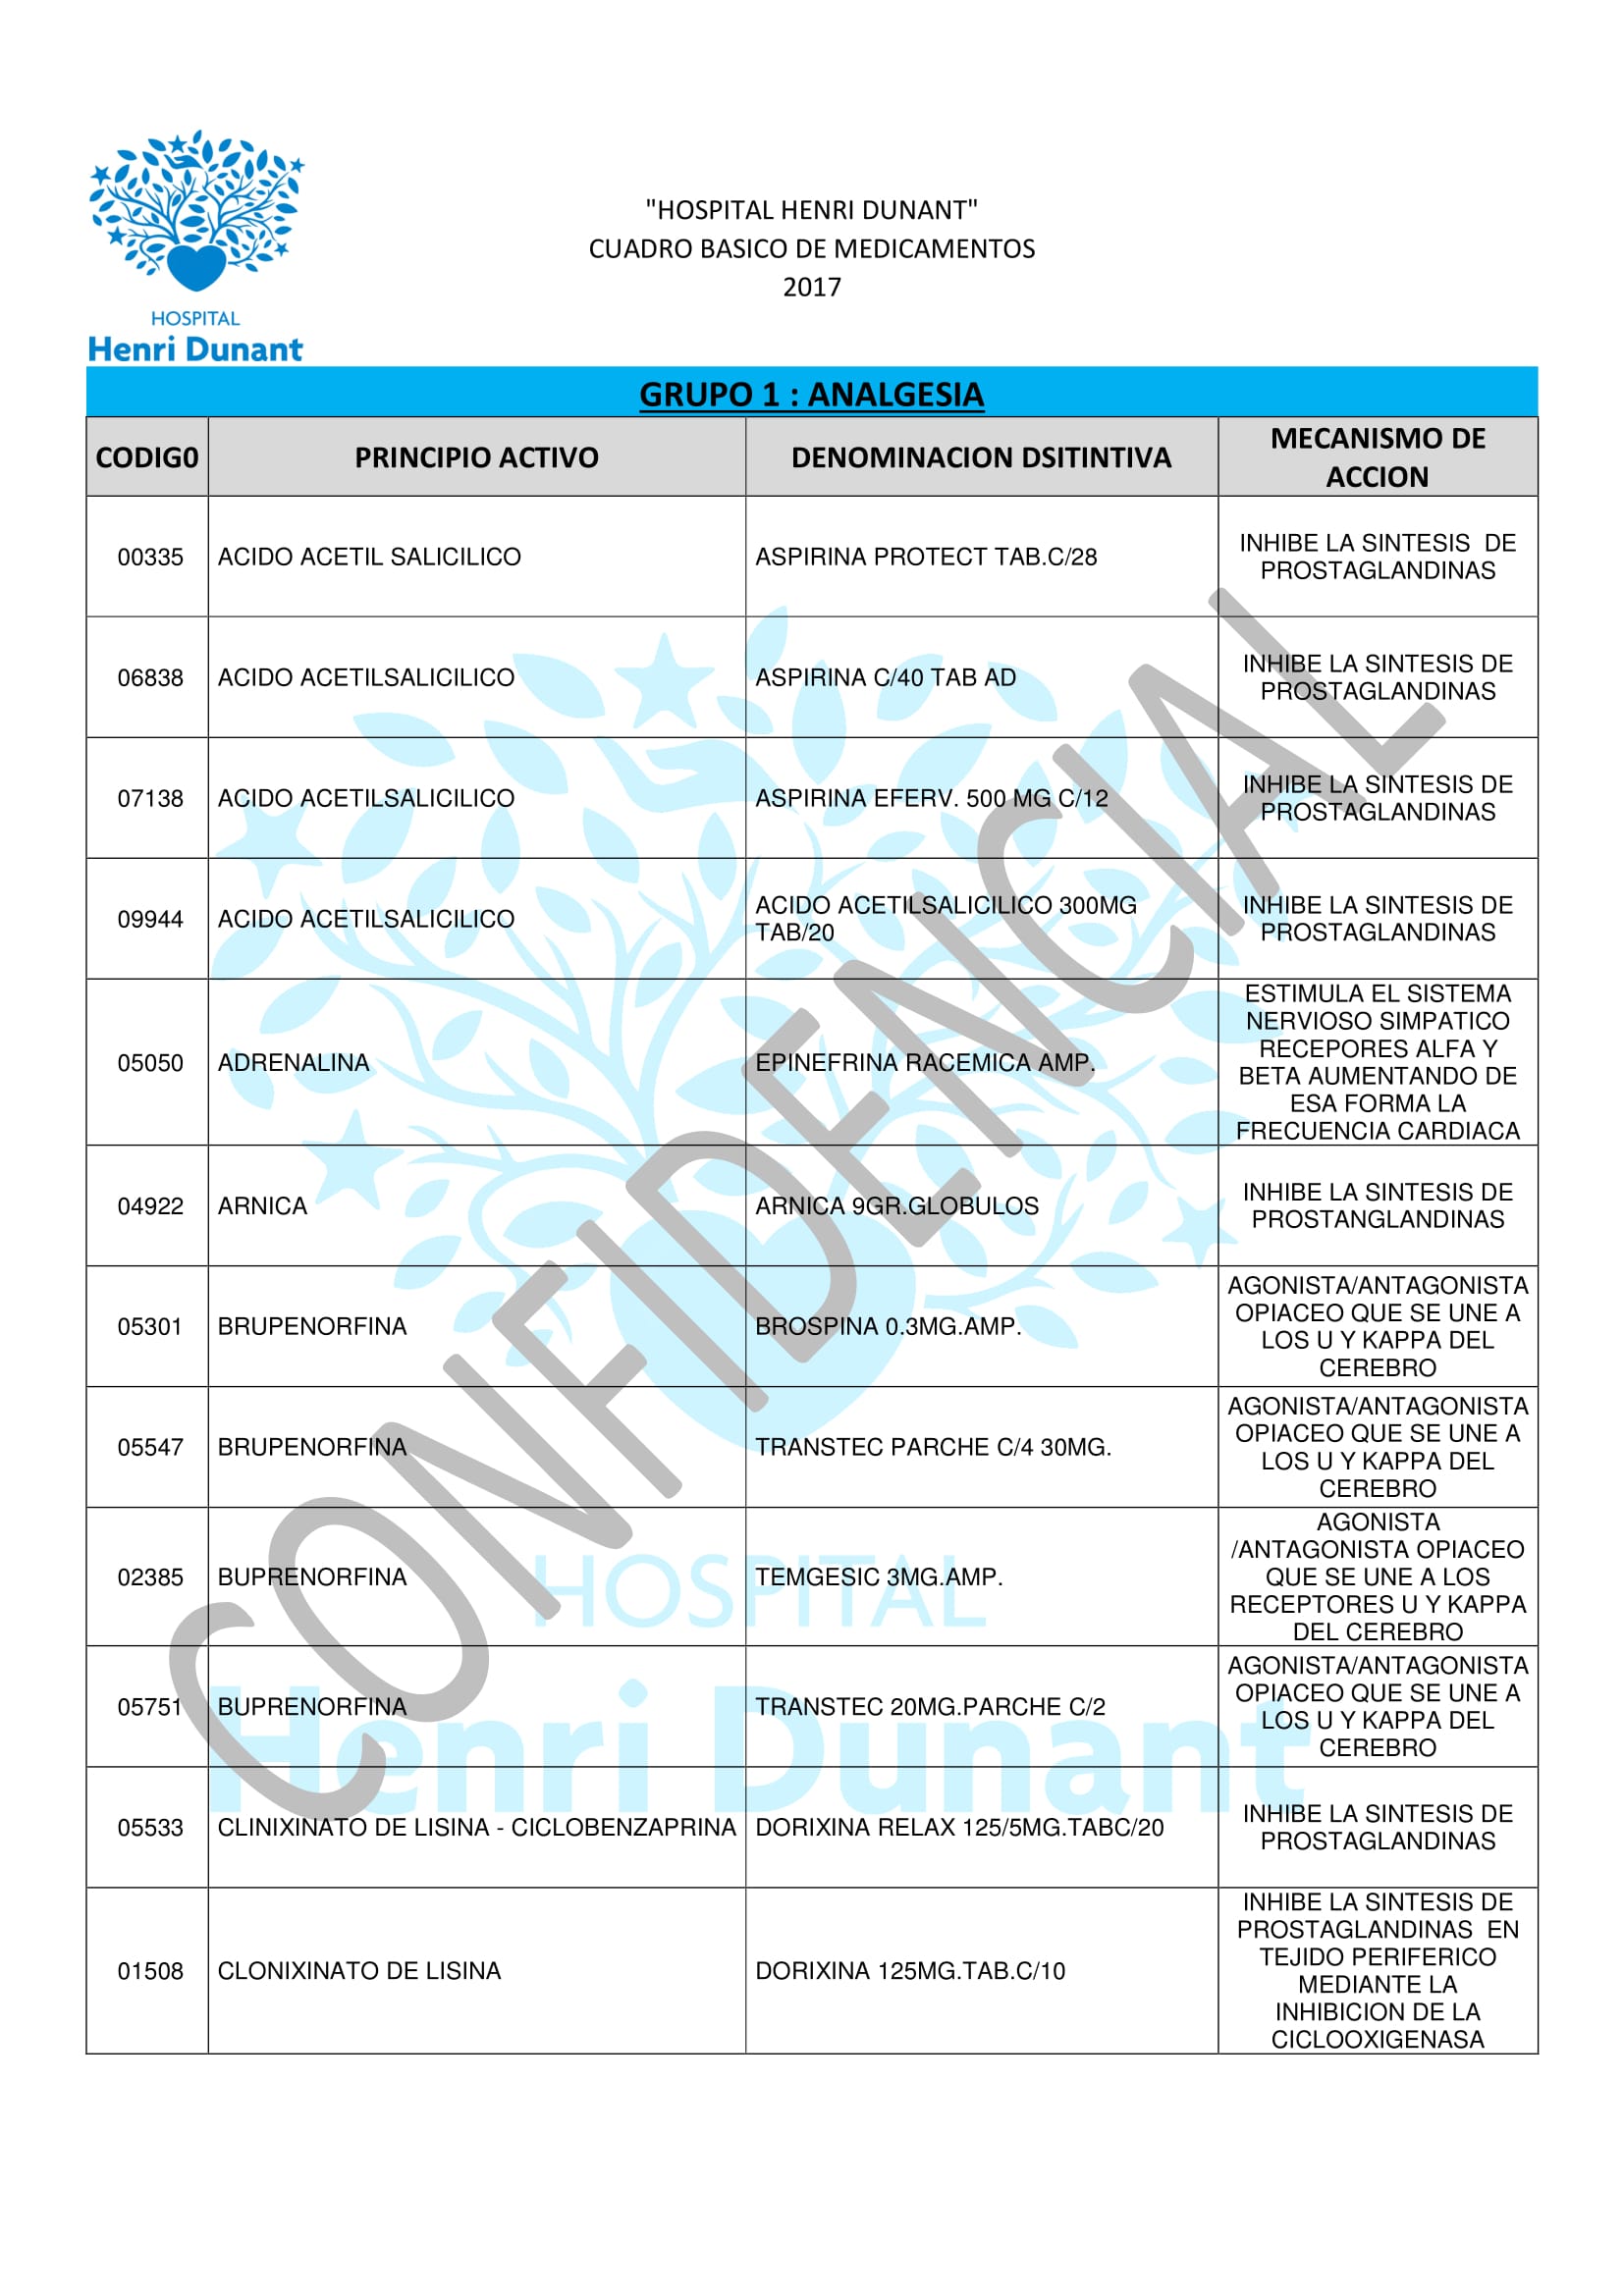 HOSPITAL
Henri Dunant
"HOSPITAL HENRI DUNANT"
CUADRO BASICO DE MEDICAMENTOS
2017
GRUPO 1 : ANALGESIA
CODIG0 PRINCIPIO ACTIVO DENOMINACION DSITINTIVA MECANISMO DE
ACCION
00335 ACIDO ACETIL SALICILICO ASPIRINA PROTECT TAB.C/28 INHIBE LA SINTESIS DE
PROSTAGLANDINAS
06838 ACIDO ACETILSALICILICO ASPIRINA C/40 TAB AD INHIBE LA SINTESIS DE
PROSTAGLANDINAS
07138 ACIDO ACETILSALICILICO ASPIRINA EFERV. 500 MG C/12 INHIBE LA SINTESIS DE
PROSTAGLANDINAS
09944 ACIDO ACETILSALICILICO ACIDO ACETILSALICILICO 300MG
TAB/20
INHIBE LA SINTESIS DE
PROSTAGLANDINAS
05050 ADRENALINA EPINEFRINA RACEMICA AMP.
ESTIMULA EL SISTEMA
NERVIOSO SIMPATICO
RECEPORES ALFA Y
BETA AUMENTANDO DE
ESA FORMA LA
FRECUENCIA CARDIACA
04922 ARNICA ARNICA 9GR.GLOBULOS INHIBE LA SINTESIS DE
PROSTANGLANDINAS
05301 BRUPENORFINA BROSPINA 0.3MG.AMP.
AGONISTA/ANTAGONISTA
OPIACEO QUE SE UNE A
LOS U Y KAPPA DEL
CEREBRO
05547 BRUPENORFINA TRANSTEC PARCHE C/4 30MG.
AGONISTA/ANTAGONISTA
OPIACEO QUE SE UNE A
LOS U Y KAPPA DEL
CEREBRO
02385 BUPRENORFINA TEMGESIC 3MG.AMP.
AGONISTA
/ANTAGONISTA OPIACEO
QUE SE UNE A LOS
RECEPTORES U Y KAPPA
DEL CEREBRO
05751 BUPRENORFINA TRANSTEC 20MG.PARCHE C/2
AGONISTA/ANTAGONISTA
OPIACEO QUE SE UNE A
LOS U Y KAPPA DEL
CEREBRO
05533 CLINIXINATO DE LISINA - CICLOBENZAPRINA DORIXINA RELAX 125/5MG.TABC/20 INHIBE LA SINTESIS DE
PROSTAGLANDINAS
01508 CLONIXINATO DE LISINA DORIXINA 125MG.TAB.C/10
INHIBE LA SINTESIS DE
PROSTAGLANDINAS EN
TEJIDO PERIFERICO
MEDIANTE LA
INHIBICION DE LA
CICLOOXIGENASA
CONFIDENCIAL
HOSPITAL
Henri Dunant